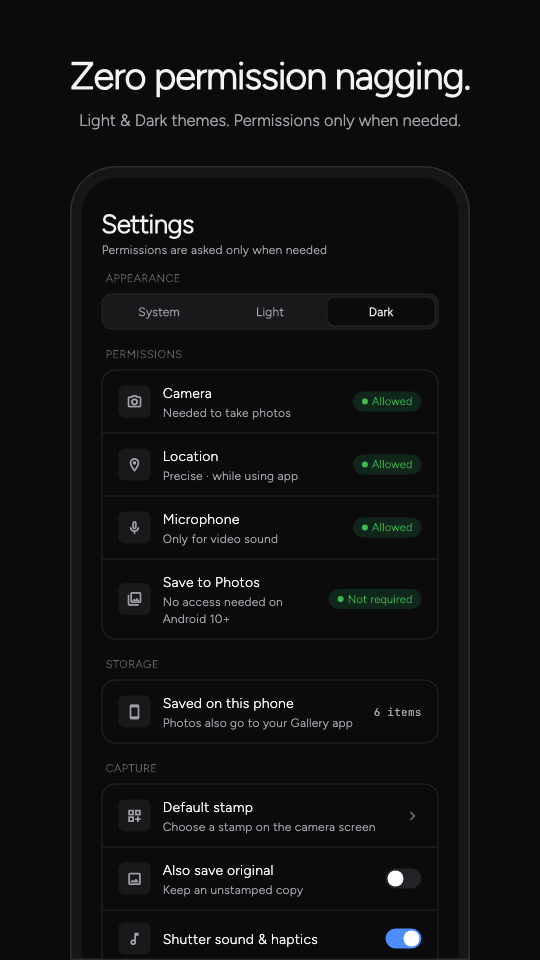 Zero permission nagging.
Light & Dark themes. Permissions only when needed.
Settings
Permissions are asked only when needed
APPEARANCE
System
Light
Dark
PERMISSIONS
Camera
Needed to take photos
Allowed
Location
Precise · while using app
Allowed
Microphone
Only for video sound
Allowed
Save to Photos
No access needed on
Android 10+
Not required
STORAGE
Saved on this phone
Photos also go to your Gallery app
6 items
CAPTURE
Default stamp
Choose a stamp on the camera screen
Also save original
Keep an unstamped copy
Shutter sound & haptics